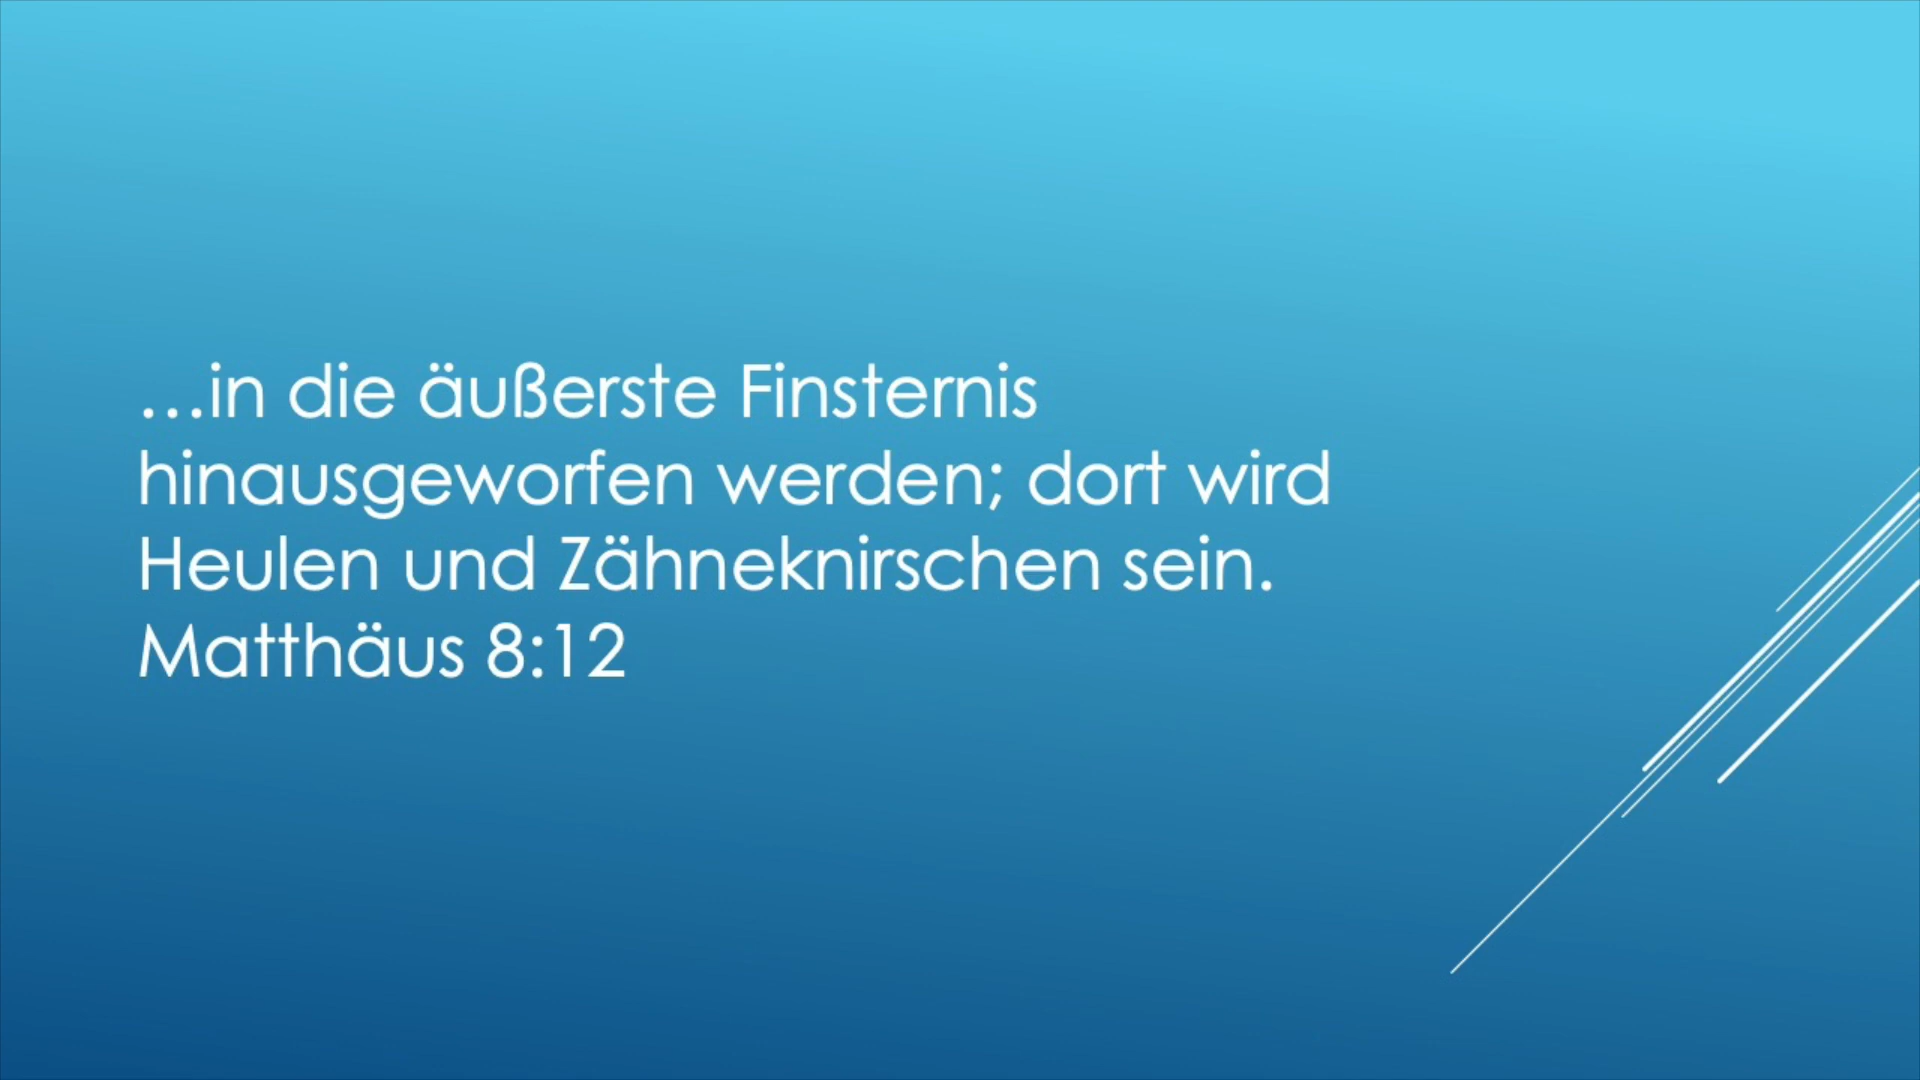 …in die äußerste Finsternis
hinausgeworfen werden; dort wird
Heulen und Zähneknirschen sein.
Matthäus 8:12